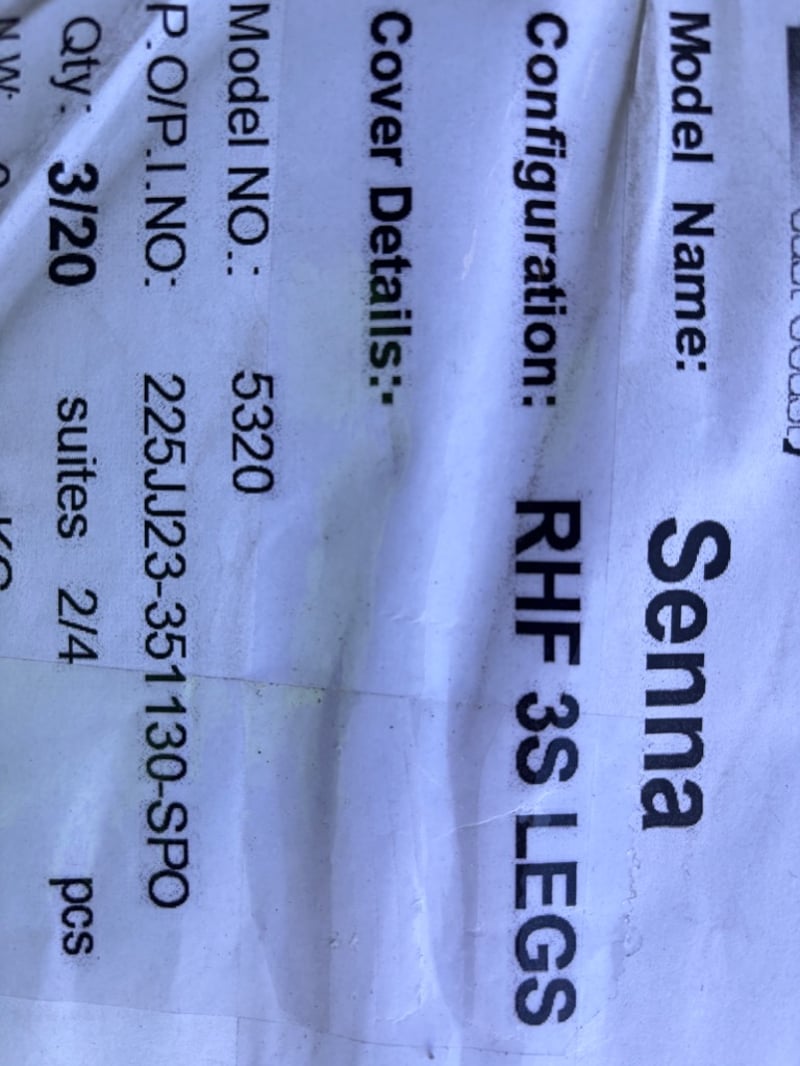 Model Name: Senna
Configuration: RHF 3S LEGS
Cover Details:-
Model NO.: 5320
P.O/P.I.NO: 225JJ23-351130-SPO
Qty: 3/20 suites 2/4 pcs